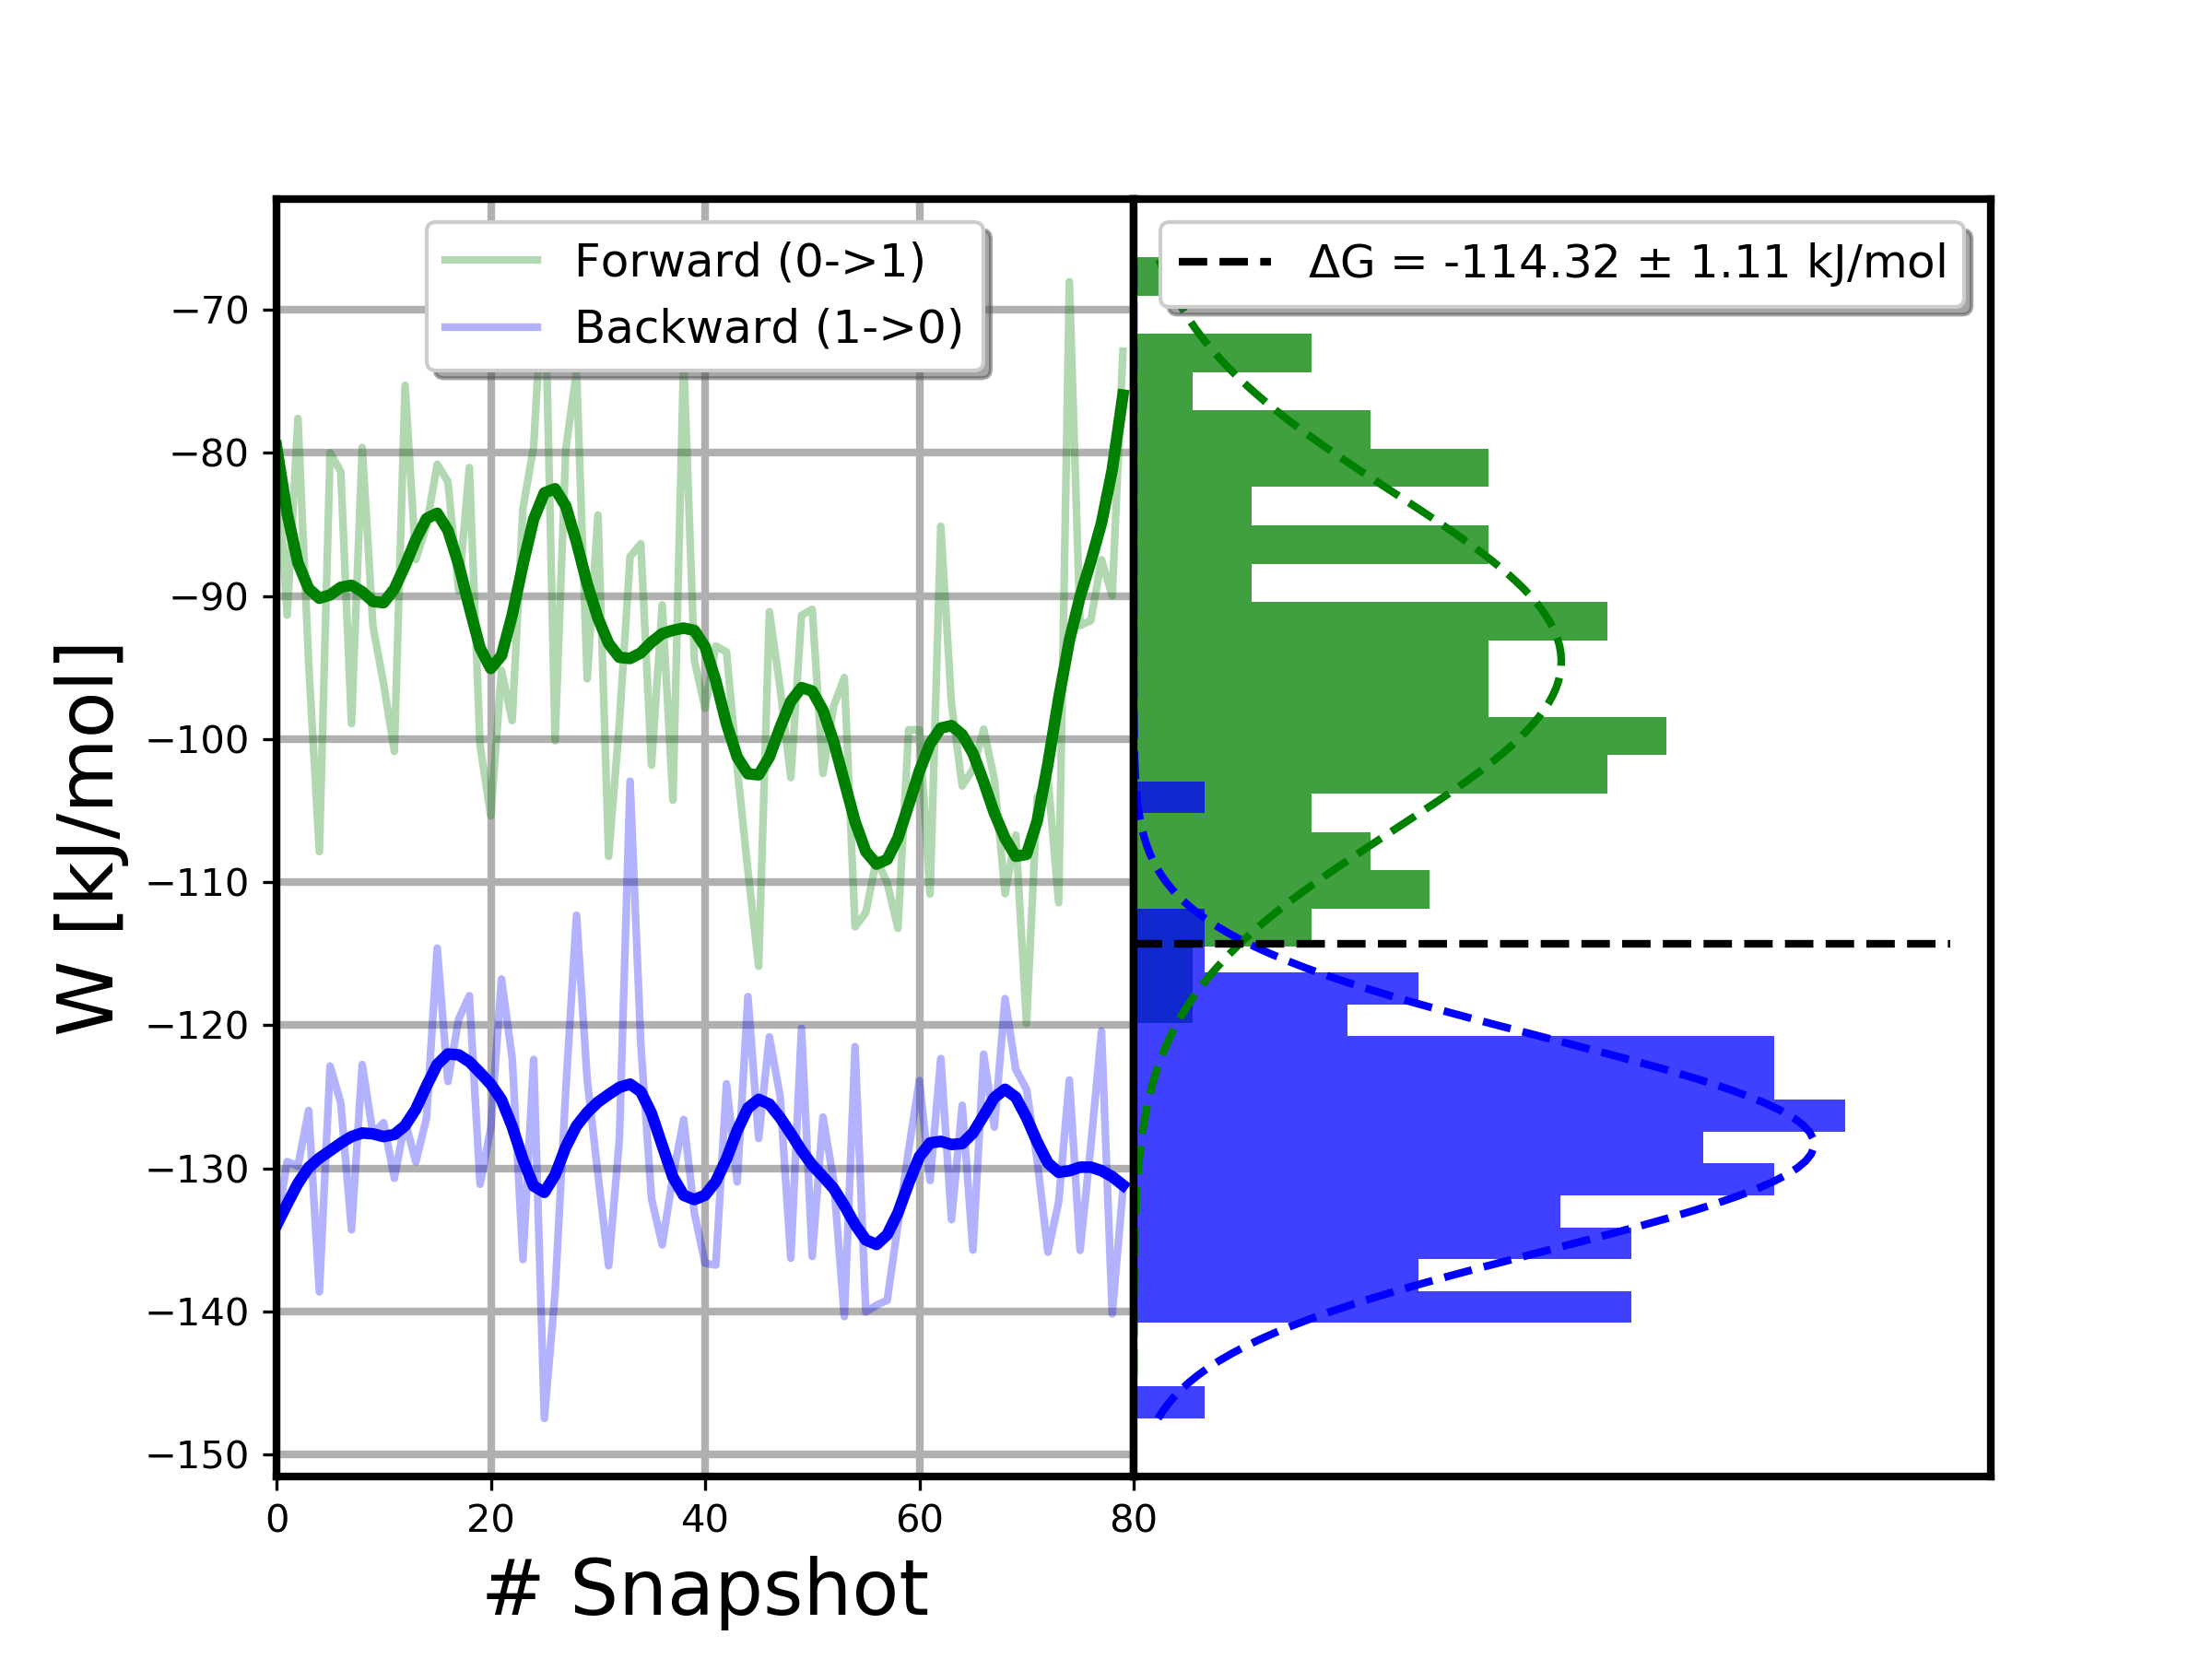 Forward (0->1)
Backward (1->0)
ΔG = -114.32 ± 1.11 kJ/mol
−70
−80
−90
−100
−110
−120
−130
−140
−150
W [kJ/mol]
0 20 40 60 80
# Snapshot